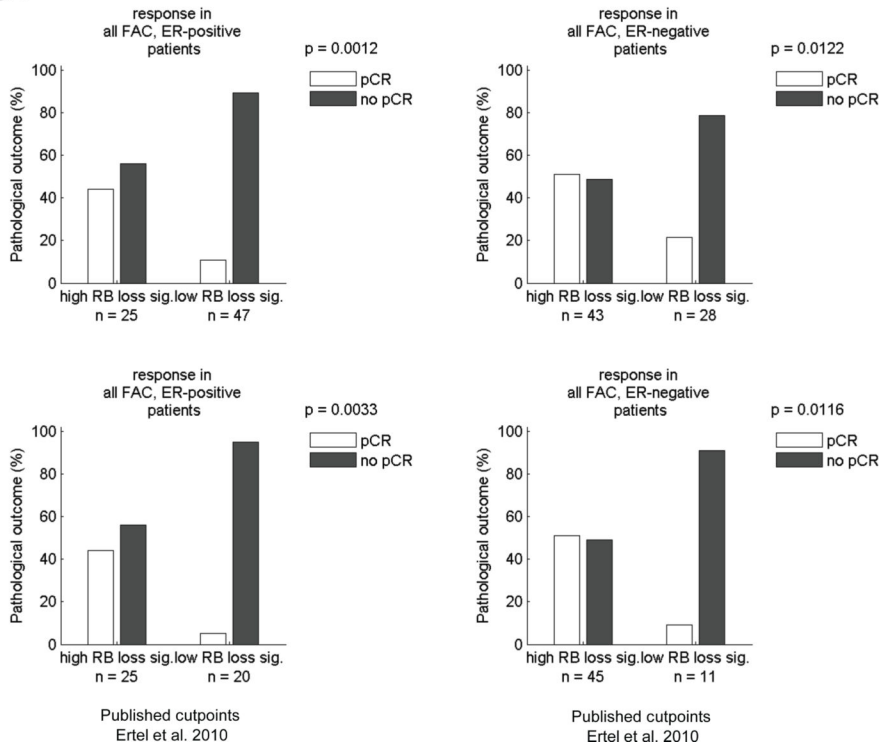 response in
all FAC, ER-positive
patients
p = 0.0012
100
80
60
40
20
0
Pathological outcome (%)
pCR
no pCR
high RB loss sig. low RB loss sig.
n = 25 n = 47
response in
all FAC, ER-negative
patients
p = 0.0122
100
80
60
40
20
0
Pathological outcome (%)
pCR
no pCR
high RB loss sig. low RB loss sig.
n = 43 n = 28
response in
all FAC, ER-positive
patients
p = 0.0033
100
80
60
40
20
0
Pathological outcome (%)
pCR
no pCR
high RB loss sig. low RB loss sig.
n = 25 n = 20
Published cutpoints
Ertel et al. 2010
response in
all FAC, ER-negative
patients
p = 0.0116
100
80
60
40
20
0
Pathological outcome (%)
pCR
no pCR
high RB loss sig. low RB loss sig.
n = 45 n = 11
Published cutpoints
Ertel et al. 2010